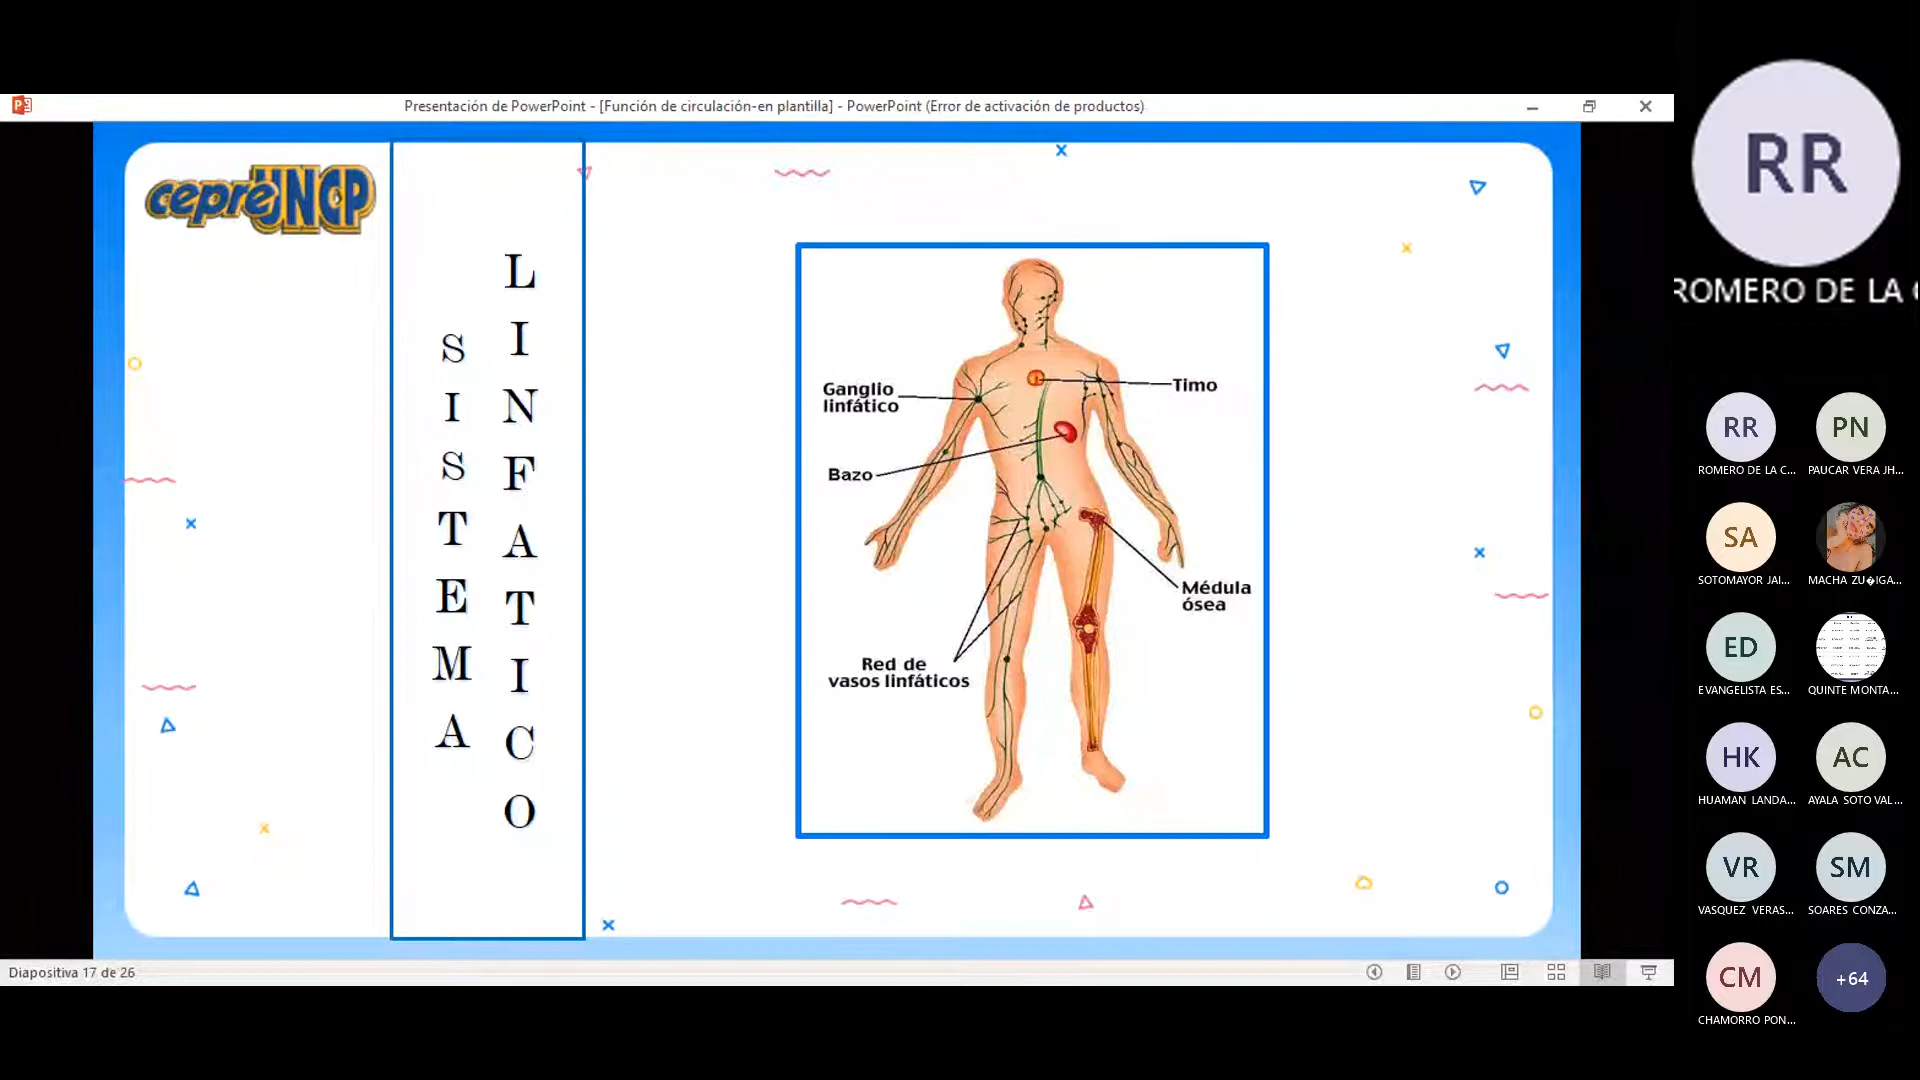 Presentación de PowerPoint - [Función de circulación-en plantilla] - PowerPoint (Error de activación de productos)
cepreUNCP
SISTEMA
LINFATICO
Ganglio
linfático
Timo
Bazo
Médula
ósea
Red de
vasos linfáticos
Diapositiva 17 de 26
RR
ROMERO DE LA
RR
ROMERO DE LA C...
PN
PAUCAR VERA JH...
SA
SOTOMAYOR JAI...
MACHA ZU�IGA...
ED
EVANGELISTA ES...
QUINTE MONTA...
HK
HUAMAN LANDA...
AC
AYALA SOTO VAL...
VR
VASQUEZ VERAS...
SM
SOARES CONZA...
CM
CHAMORRO PON...
+64